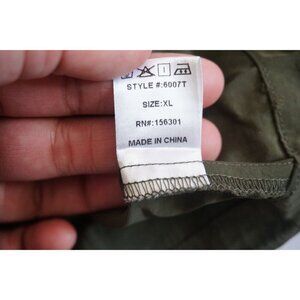 STYLE #:6007T
SIZE:XL
RN#: 156301
MADE IN CHINA